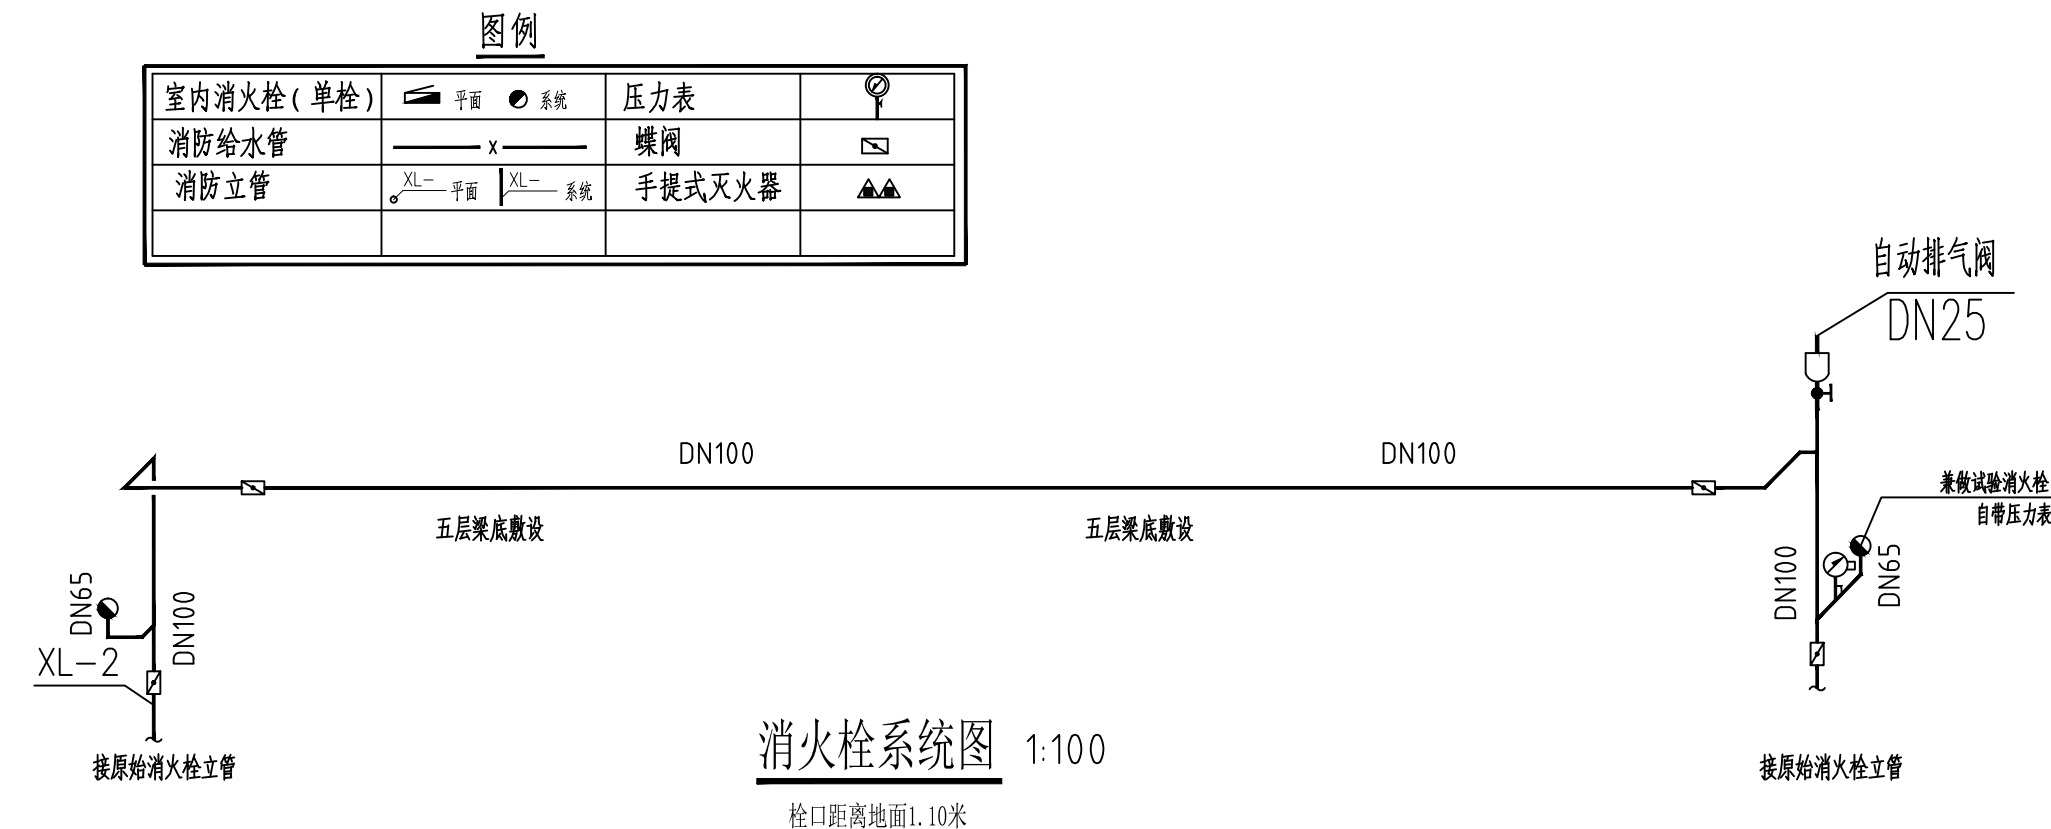 图例
室内消火栓(单栓) 平面 系统 压力表
消防给水管 x 蝶阀
消防立管 XL- 平面 XL- 系统 手提式灭火器
自动排气阀
DN25
DN100 DN100
兼做试验消火栓
自带压力表
五层梁底敷设 五层梁底敷设
DN65
DN100
DN100
DN65
XL-2
消火栓系统图 1:100
接原始消火栓立管 接原始消火栓立管
栓口距离地面1.10米